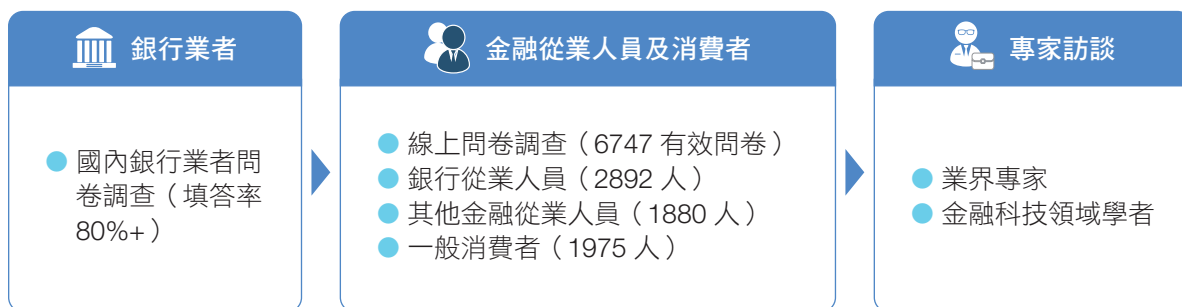 銀行業者
國內銀行業者問
卷調查（填答率
80%+）
金融從業人員及消費者
線上問卷調查（6747 有效問卷）
銀行從業人員（2892 人）
其他金融從業人員（1880 人）
一般消費者（1975 人）
專家訪談
業界專家
金融科技領域學者